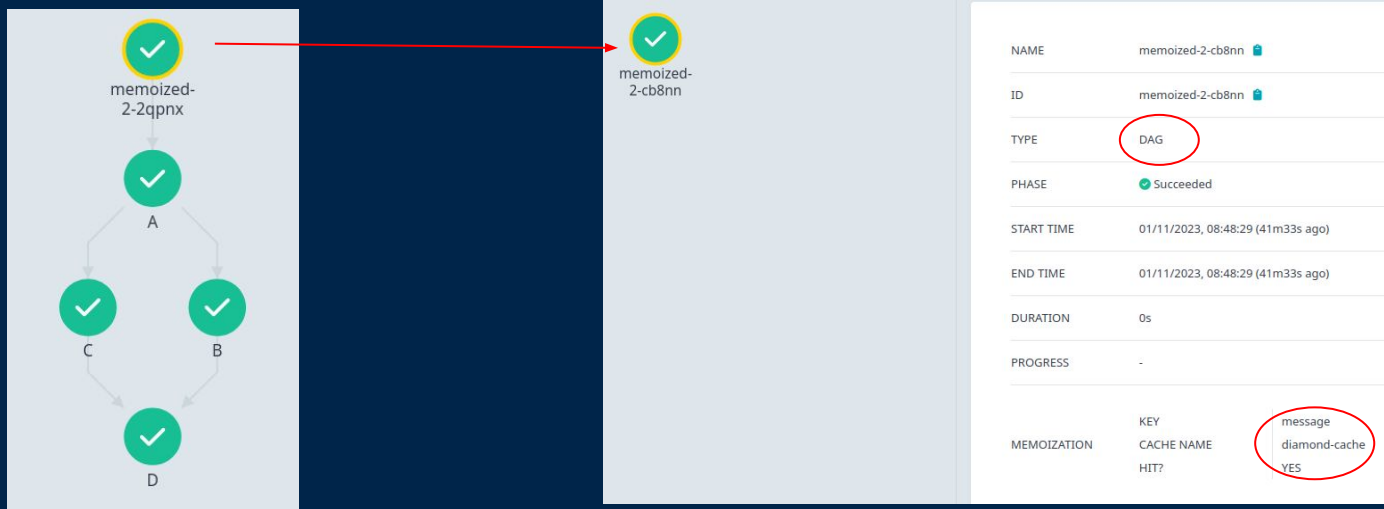 memoized-
2-2qpnx
A
C
B
D
memoized-
2-cb8nn
NAME memoized-2-cb8nn
ID memoized-2-cb8nn
TYPE DAG
PHASE Succeeded
START TIME 01/11/2023, 08:48:29 (41m33s ago)
END TIME 01/11/2023, 08:48:29 (41m33s ago)
DURATION 0s
PROGRESS -
MEMOIZATION
KEY message
CACHE NAME diamond-cache
HIT? YES